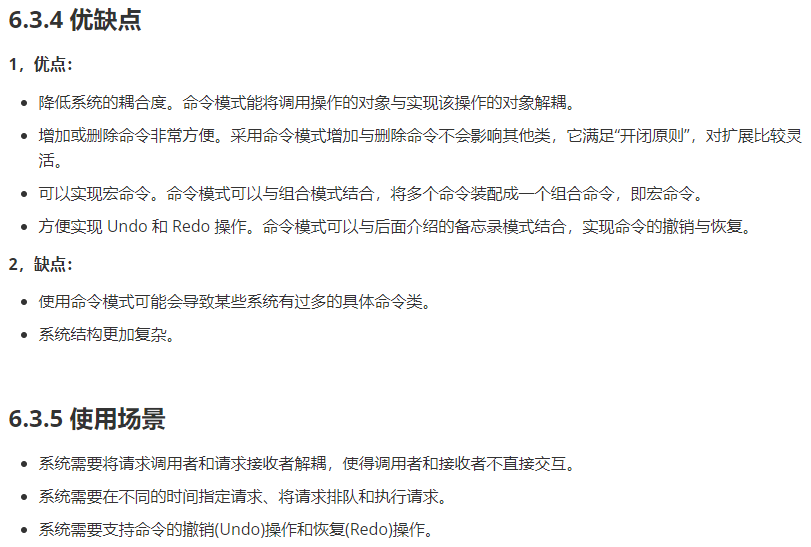 6.3.4 优缺点
1，优点：
降低系统的耦合度。命令模式能将调用操作的对象与实现该操作的对象解耦。
增加或删除命令非常方便。采用命令模式增加与删除命令不会影响其他类，它满足“开闭原则”，对扩展比较灵
活。
可以实现宏命令。命令模式可以与组合模式结合，将多个命令装配成一个组合命令，即宏命令。
方便实现 Undo 和 Redo 操作。命令模式可以与后面介绍的备忘录模式结合，实现命令的撤销与恢复。
2，缺点：
使用命令模式可能会导致某些系统有过多的具体命令类。
系统结构更加复杂。
6.3.5 使用场景
系统需要将请求调用者和请求接收者解耦，使得调用者和接收者不直接交互。
系统需要在不同的时间指定请求、将请求排队和执行请求。
系统需要支持命令的撤销(Undo)操作和恢复(Redo)操作。